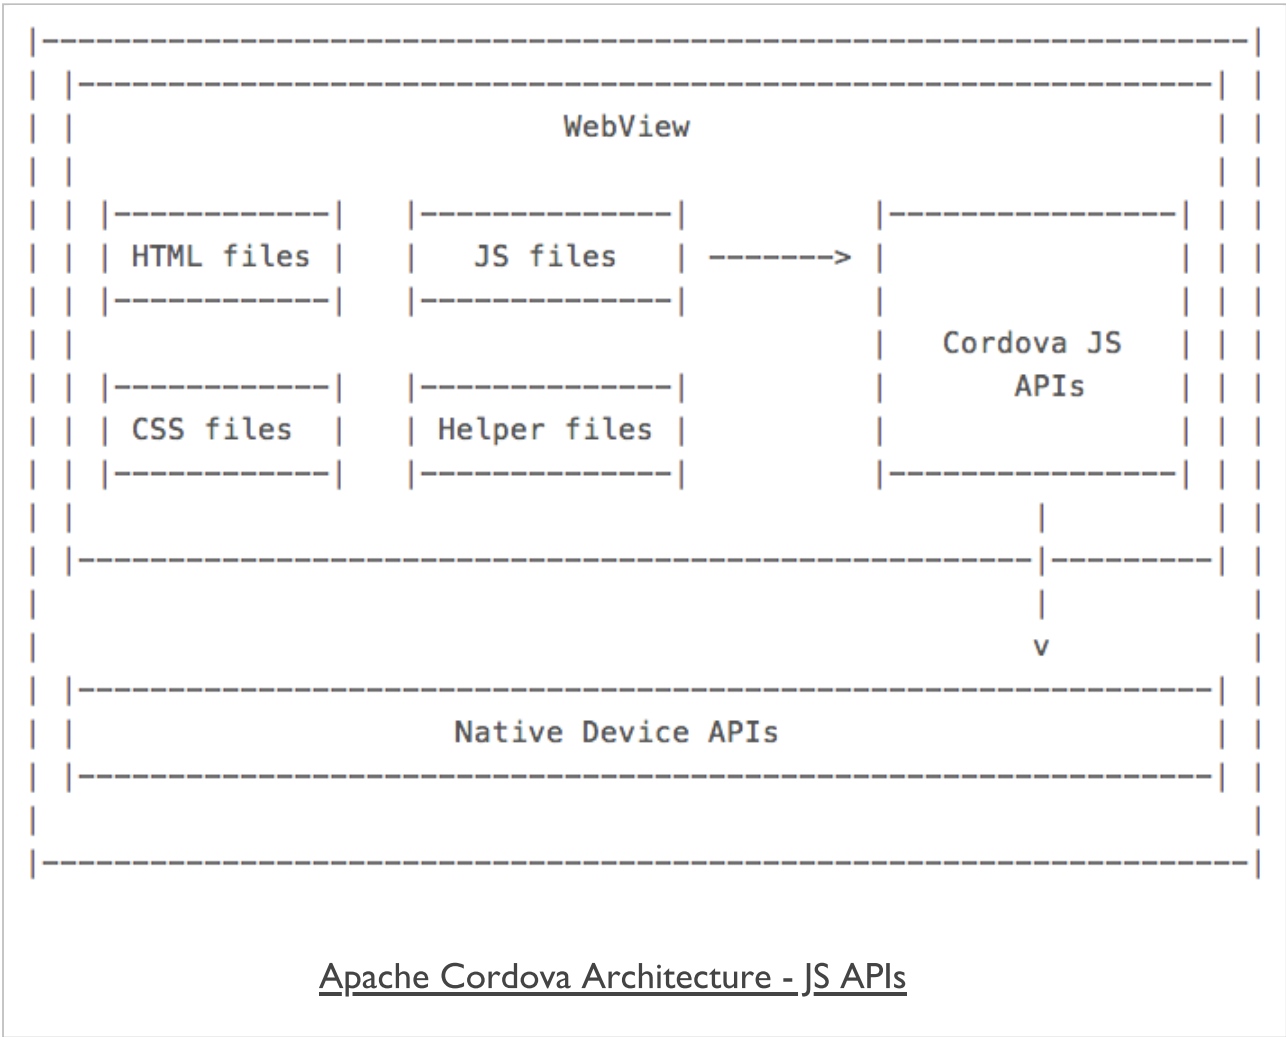 WebView
HTML files JS files ------->
Cordova JS
APIs
CSS files Helper files
v
Native Device APIs
Apache Cordova Architecture - JS APIs